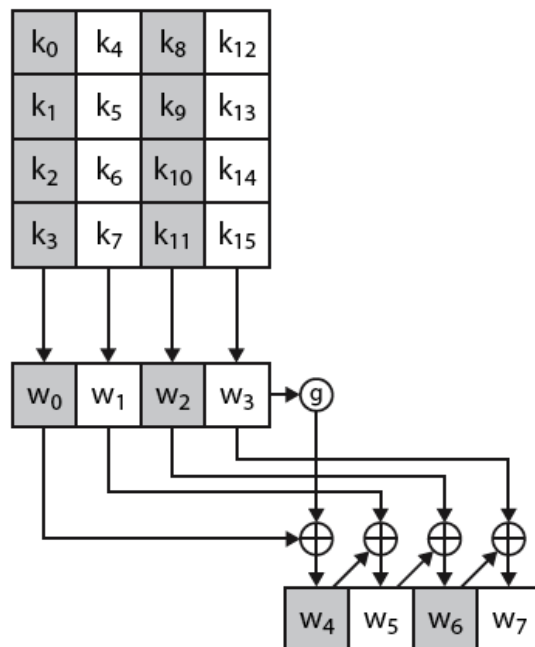 k₀ k₄ k₈ k₁₂
k₁ k₅ k₉ k₁₃
k₂ k₆ k₁₀ k₁₄
k₃ k₇ k₁₁ k₁₅
w₀ w₁ w₂ w₃ g
w₄ w₅ w₆ w₇